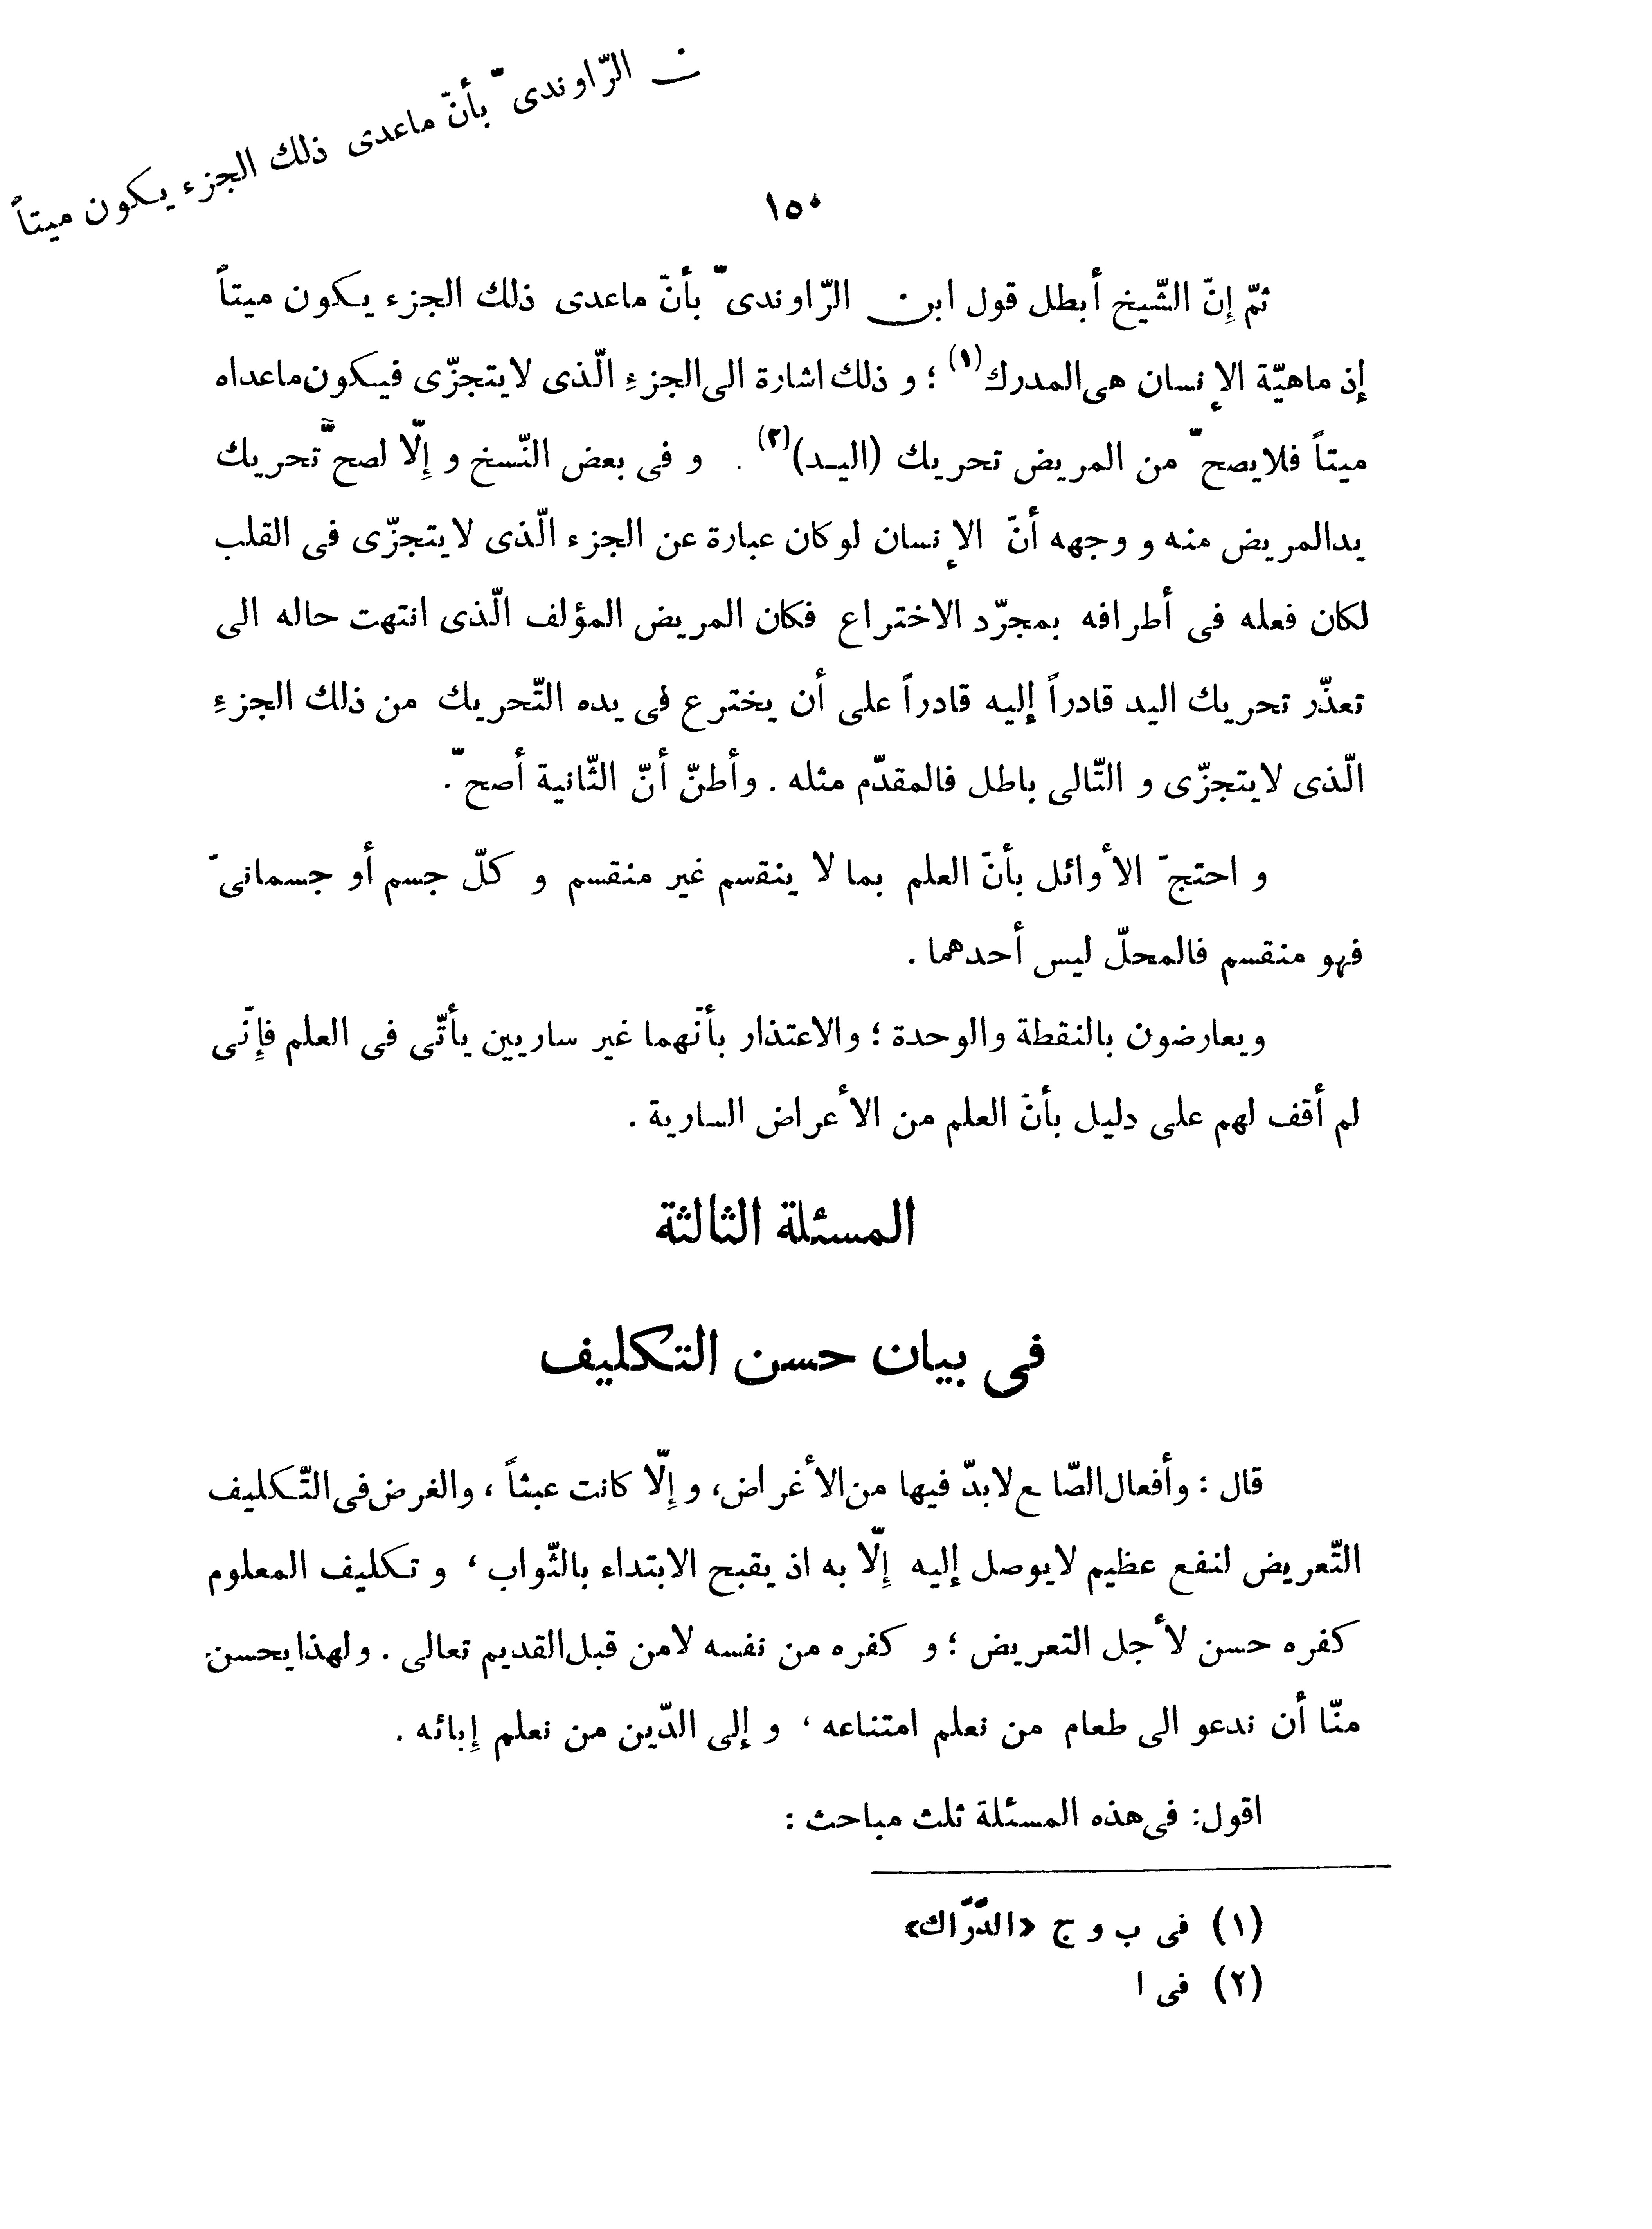 ن الرّاوندىّ بأنّ ماعدى ذلك الجزء يكون ميتاً
١٥٠
ثمّ إنّ الشّيخ أبطل قول ابن الرّاوندىّ بأنّ ماعدى ذلك الجزء يكون ميتاً
إذ ماهيّة الإنسان هى المدرك(١) ؛ و ذلك اشارة الى الجزءِ الّذى لايتجزّى فيكون ماعداه
ميتاً فلايصحّ من المريض تحريك (اليد)(٢) . و فى بعض النّسخ و إلّا لصحّ تحريك
يدالمريض منه و وجهه أنّ الإنسان لوكان عبارة عن الجزء الّذى لايتجزّى فى القلب
لكان فعله فى أطرافه بمجرّد الاختراع فكان المريض المؤلف الّذى انتهت حاله الى
تعذّر تحريك اليد قادراً إليه قادراً على أن يخترع فى يده التّحريك من ذلك الجزءِ
الّذى لايتجزّى و التّالى باطل فالمقدّم مثله . وأطنّ أنّ الثّانية أصحّ .
و احتجّ الأوائل بأنّ العلم بما لا ينقسم غير منقسم و كلّ جسم أو جسمانىّ
فهو منقسم فالمحلّ ليس أحدهما .
ويعارضون بالنقطة والوحدة ؛ والاعتذار بأنّهما غير ساريين يأتّى فى العلم فإنّى
لم أقف لهم على دليل بأنّ العلم من الأعراض السارية .
المسئلة الثالثة
فى بيان حسن التكليف
قال : وأفعال الصّا ع لابدّ فيها من الأغراض، و إلّا كانت عبثاً ، والغرض فى التّكليف
التّعريض لنفع عظيم لايوصل إليه إلّا به اذ يقبح الابتداء بالثّواب ، و تكليف المعلوم
كفره حسن لأجل التعريض ؛ و كفره من نفسه لامن قبل القديم تعالى . ولهذا يحسن
منّا أن ندعو الى طعام من نعلم امتناعه ، و إلى الدّين من نعلم إبائه .
اقول: فى هذه المسئلة ثلث مباحث :
(١) فى ب و ج «الدّرّاك»
(٢) فى ا